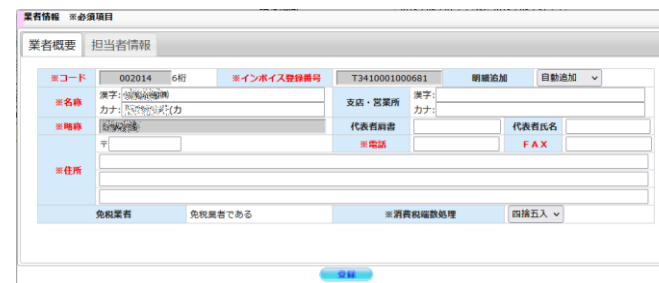 業者情報 ※必須項目
業者概要 担当者情報
※コード 002014 6桁 ※インボイス登録番号 T3410001000681 明細追加 自動追加
※名称 漢字: 支店・営業所 漢字:
カナ: (カ カナ:
※略称 代表者肩書 代表者氏名
〒 ※電話 FAX
※住所
免税業者 免税業者である ※消費税端数処理 四捨五入
登録